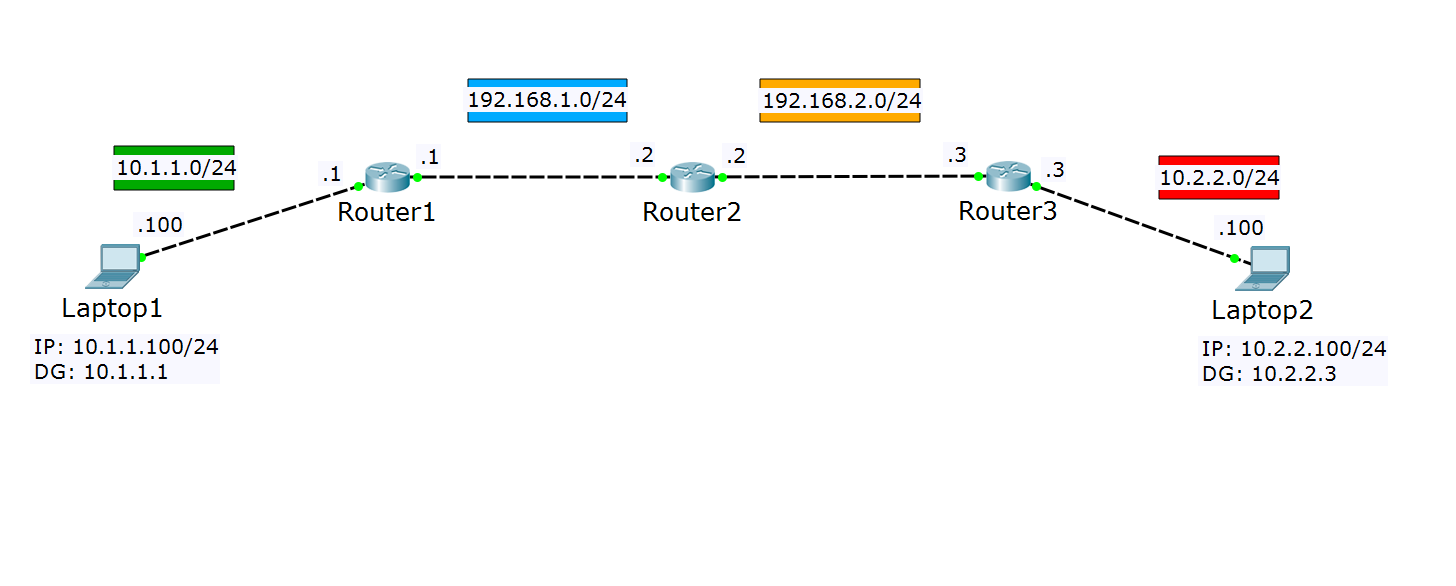 192.168.1.0/24
192.168.2.0/24
10.1.1.0/24
.1
.1
.2
.2
.3
.3
10.2.2.0/24
Router1
Router2
Router3
.100
.100
Laptop1
Laptop2
IP: 10.1.1.100/24
DG: 10.1.1.1
IP: 10.2.2.100/24
DG: 10.2.2.3